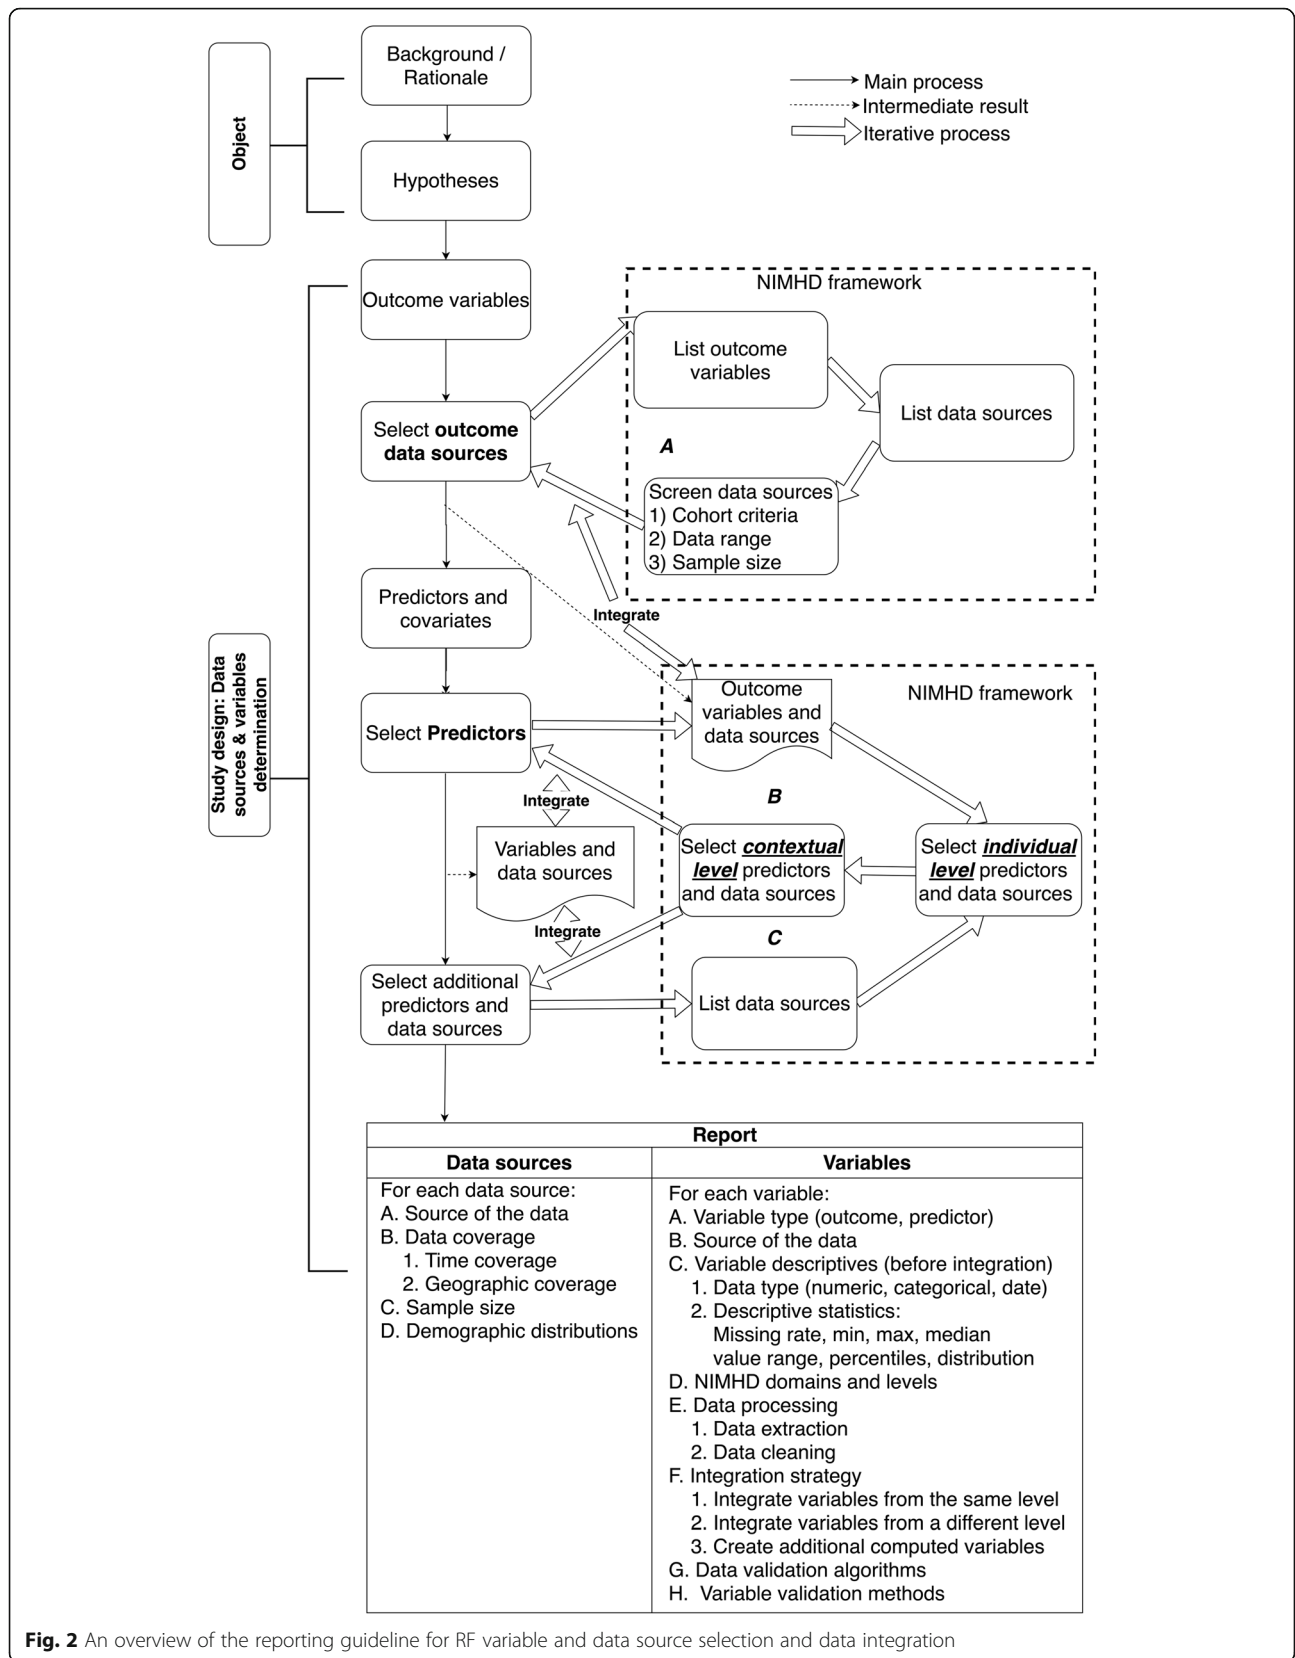 Background /
Rationale
Object
Hypotheses
Main process
Intermediate result
Iterative process
Outcome variables
Select outcome
data sources
NIMHD framework
List outcome
variables
List data sources
A
Screen data sources
1) Cohort criteria
2) Data range
3) Sample size
Predictors and
covariates
Integrate
Study design: Data
sources & variables
determination
Select Predictors
NIMHD framework
Outcome
variables and
data sources
B
Integrate
Variables and
data sources
Integrate
Select contextual
level predictors
and data sources
Select individual
level predictors
and data sources
C
Select additional
predictors and
data sources
List data sources
Report
Data sources
For each data source:
A. Source of the data
B. Data coverage
1. Time coverage
2. Geographic coverage
C. Sample size
D. Demographic distributions
Variables
For each variable:
A. Variable type (outcome, predictor)
B. Source of the data
C. Variable descriptives (before integration)
1. Data type (numeric, categorical, date)
2. Descriptive statistics:
Missing rate, min, max, median
value range, percentiles, distribution
D. NIMHD domains and levels
E. Data processing
1. Data extraction
2. Data cleaning
F. Integration strategy
1. Integrate variables from the same level
2. Integrate variables from a different level
3. Create additional computed variables
G. Data validation algorithms
H. Variable validation methods
Fig. 2 An overview of the reporting guideline for RF variable and data source selection and data integration